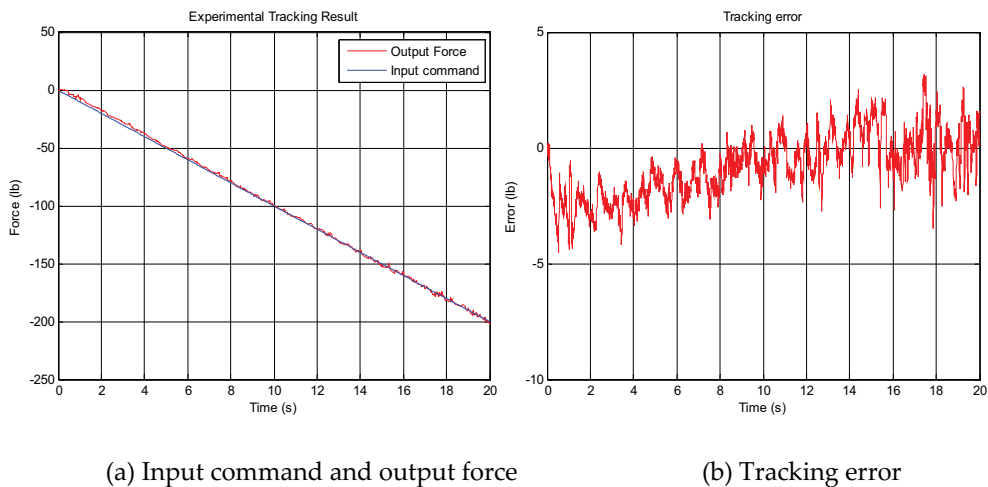 Experimental Tracking Result
50
0
-50
-100
-150
-200
-250
Force (lb)
Output Force
Input command
0 2 4 6 8 10 12 14 16 18 20
Time (s)
Tracking error
5
0
-5
-10
Error (lb)
0 2 4 6 8 10 12 14 16 18 20
Time (s)
(a) Input command and output force
(b) Tracking error